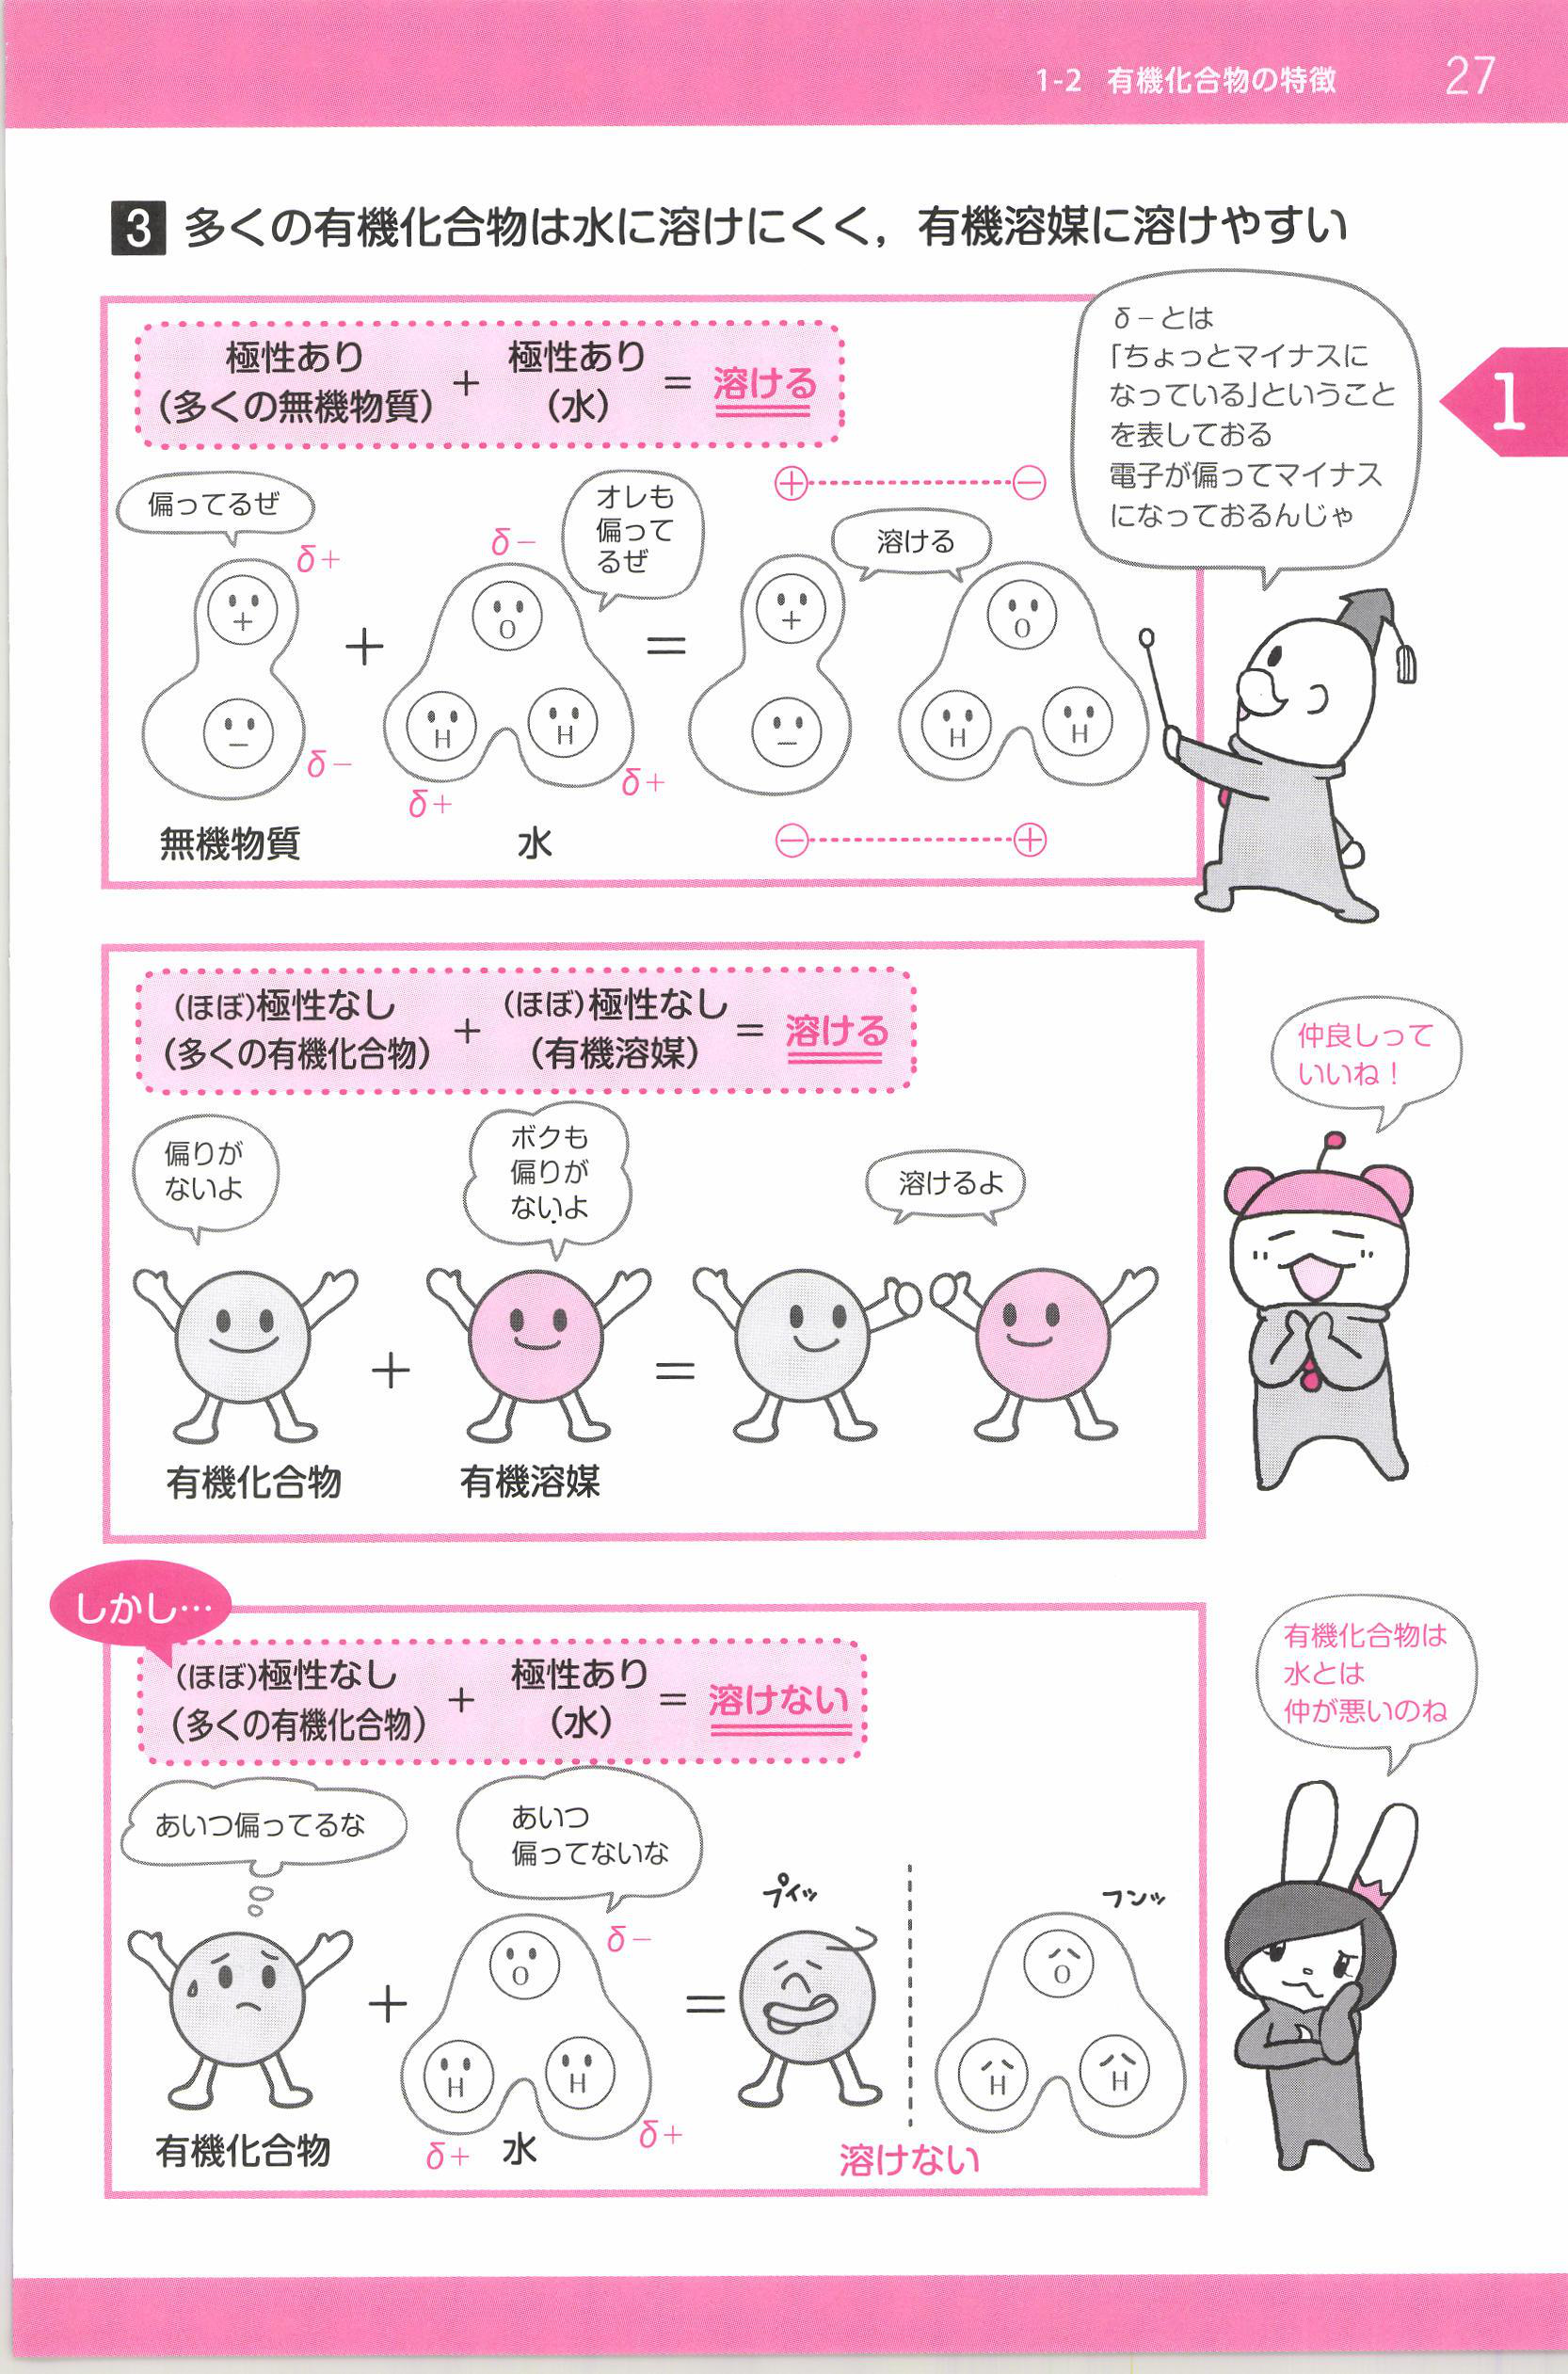 1-2 有機化合物の特徴 27
3 多くの有機化合物は水に溶けにくく，有機溶媒に溶けやすい
極性あり
(多くの無機物質)
+
極性あり
(水)
= 溶ける
δ－とは
「ちょっとマイナスに
なっている」ということ
を表しておる
電子が偏ってマイナス
になっておるんじゃ
1
偏ってるぜ
オレも
偏って
るぜ
溶ける
⊕ ⊖
δ+
δ－
+
－
δ－
O
H
H
δ+
δ+
+
=
+
－
O
H
H
無機物質
水
⊖ ⊕
(ほぼ)極性なし
(多くの有機化合物)
+
(ほぼ)極性なし
(有機溶媒)
= 溶ける
仲良しって
いいね！
偏りが
ないよ
ボクも
偏りが
ないよ
溶けるよ
+
=
有機化合物
有機溶媒
しかし…
(ほぼ)極性なし
(多くの有機化合物)
+
極性あり
(水)
= 溶けない
有機化合物は
水とは
仲が悪いのね
あいつ偏ってるな
あいつ
偏ってないな
プイッ
フンッ
δ－
O
H
H
δ+
δ+
+
=
O
H
H
有機化合物
水
溶けない